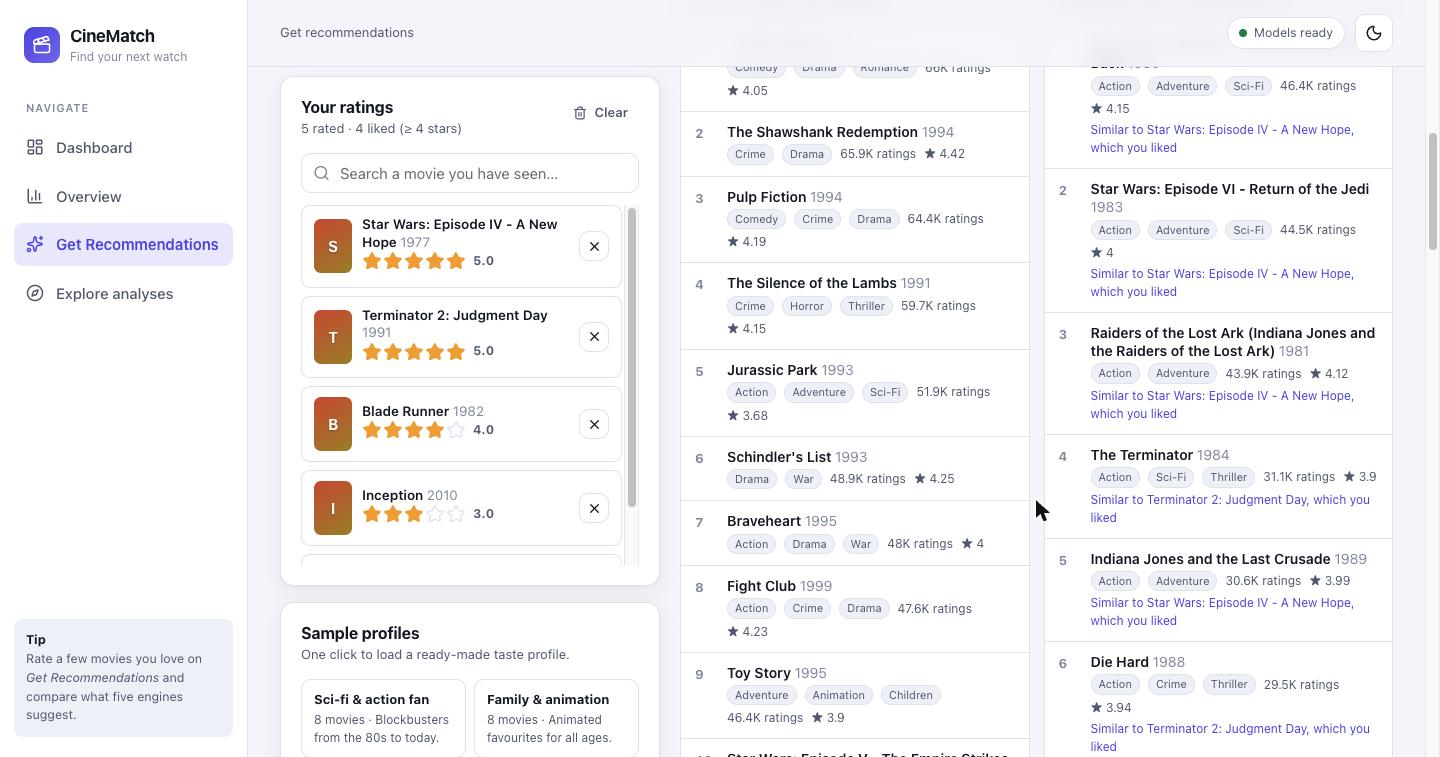 CineMatch
Find your next watch
NAVIGATE
Dashboard
Overview
Get Recommendations
Explore analyses
Tip
Rate a few movies you love on
Get Recommendations and
compare what five engines
suggest.
Get recommendations
Models ready
Your ratings
5 rated · 4 liked (≥ 4 stars)
Clear
Search a movie you have seen...
S
Star Wars: Episode IV - A New
Hope 1977
5.0
T
Terminator 2: Judgment Day
1991
5.0
B
Blade Runner 1982
4.0
I
Inception 2010
3.0
Sample profiles
One click to load a ready-made taste profile.
Sci-fi & action fan
8 movies · Blockbusters
from the 80s to today.
Family & animation
8 movies · Animated
favourites for all ages.
Comedy Drama Romance 66K ratings
★ 4.05
2 The Shawshank Redemption 1994
Crime Drama 65.9K ratings ★ 4.42
3 Pulp Fiction 1994
Comedy Crime Drama 64.4K ratings
★ 4.19
4 The Silence of the Lambs 1991
Crime Horror Thriller 59.7K ratings
★ 4.15
5 Jurassic Park 1993
Action Adventure Sci-Fi 51.9K ratings
★ 3.68
6 Schindler's List 1993
Drama War 48.9K ratings ★ 4.25
7 Braveheart 1995
Action Drama War 48K ratings ★ 4
8 Fight Club 1999
Action Crime Drama 47.6K ratings
★ 4.23
9 Toy Story 1995
Adventure Animation Children
46.4K ratings ★ 3.9
Action Adventure Sci-Fi 46.4K ratings
★ 4.15
Similar to Star Wars: Episode IV - A New Hope,
which you liked
2 Star Wars: Episode VI - Return of the Jedi
1983
Action Adventure Sci-Fi 44.5K ratings
★ 4
Similar to Star Wars: Episode IV - A New Hope,
which you liked
3 Raiders of the Lost Ark (Indiana Jones and
the Raiders of the Lost Ark) 1981
Action Adventure 43.9K ratings ★ 4.12
Similar to Star Wars: Episode IV - A New Hope,
which you liked
4 The Terminator 1984
Action Sci-Fi Thriller 31.1K ratings ★ 3.9
Similar to Terminator 2: Judgment Day, which you
liked
5 Indiana Jones and the Last Crusade 1989
Action Adventure 30.6K ratings ★ 3.99
Similar to Star Wars: Episode IV - A New Hope,
which you liked
6 Die Hard 1988
Action Crime Thriller 29.5K ratings
★ 3.94
Similar to Terminator 2: Judgment Day, which you
liked